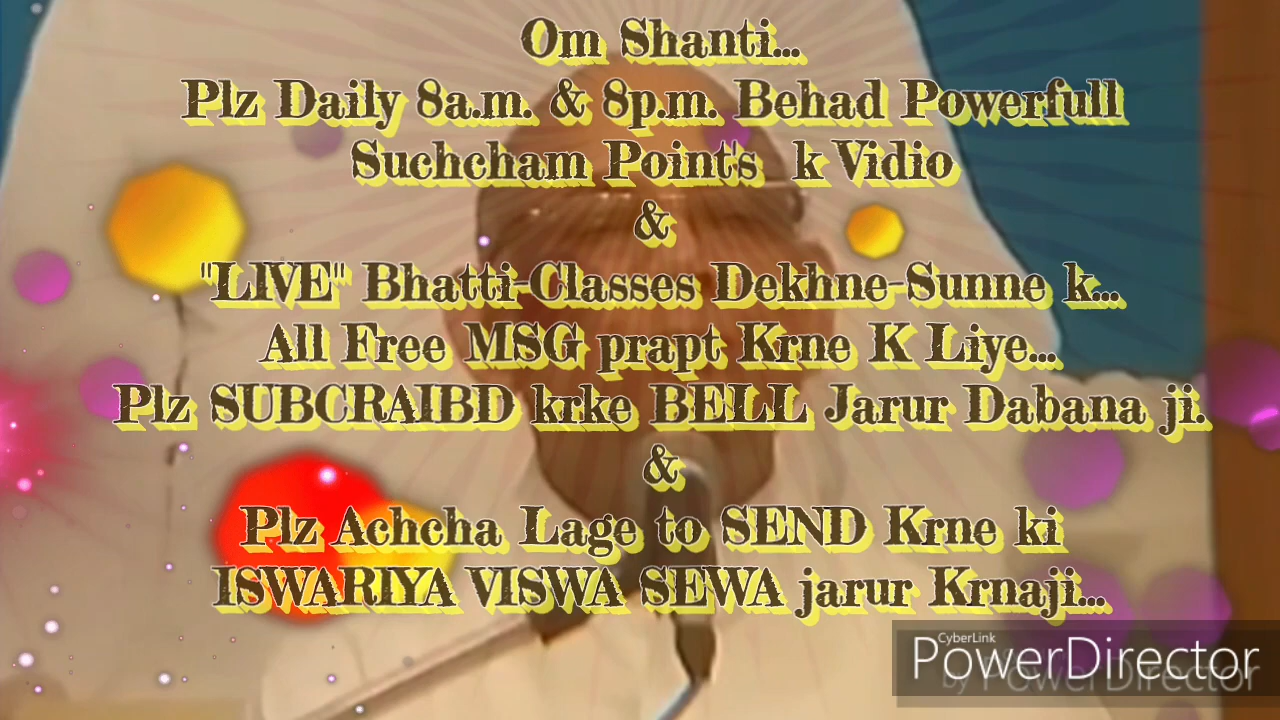 Om Shanti...
Plz Daily 8a.m. & 8p.m. Behad Powerfull
Suchcham Point's k Vidio
&
"LIVE" Bhatti-Classes Dekhne-Sunne k...
All Free MSG prapt Krne K Liye...
Plz SUBCRAIBD krke BELL Jarur Dabana ji.
&
Plz Achcha Lage to SEND Krne ki
ISWARIYA VISWA SEWA jarur Krnaji...
CyberLink
PowerDirector
by PowerDirector